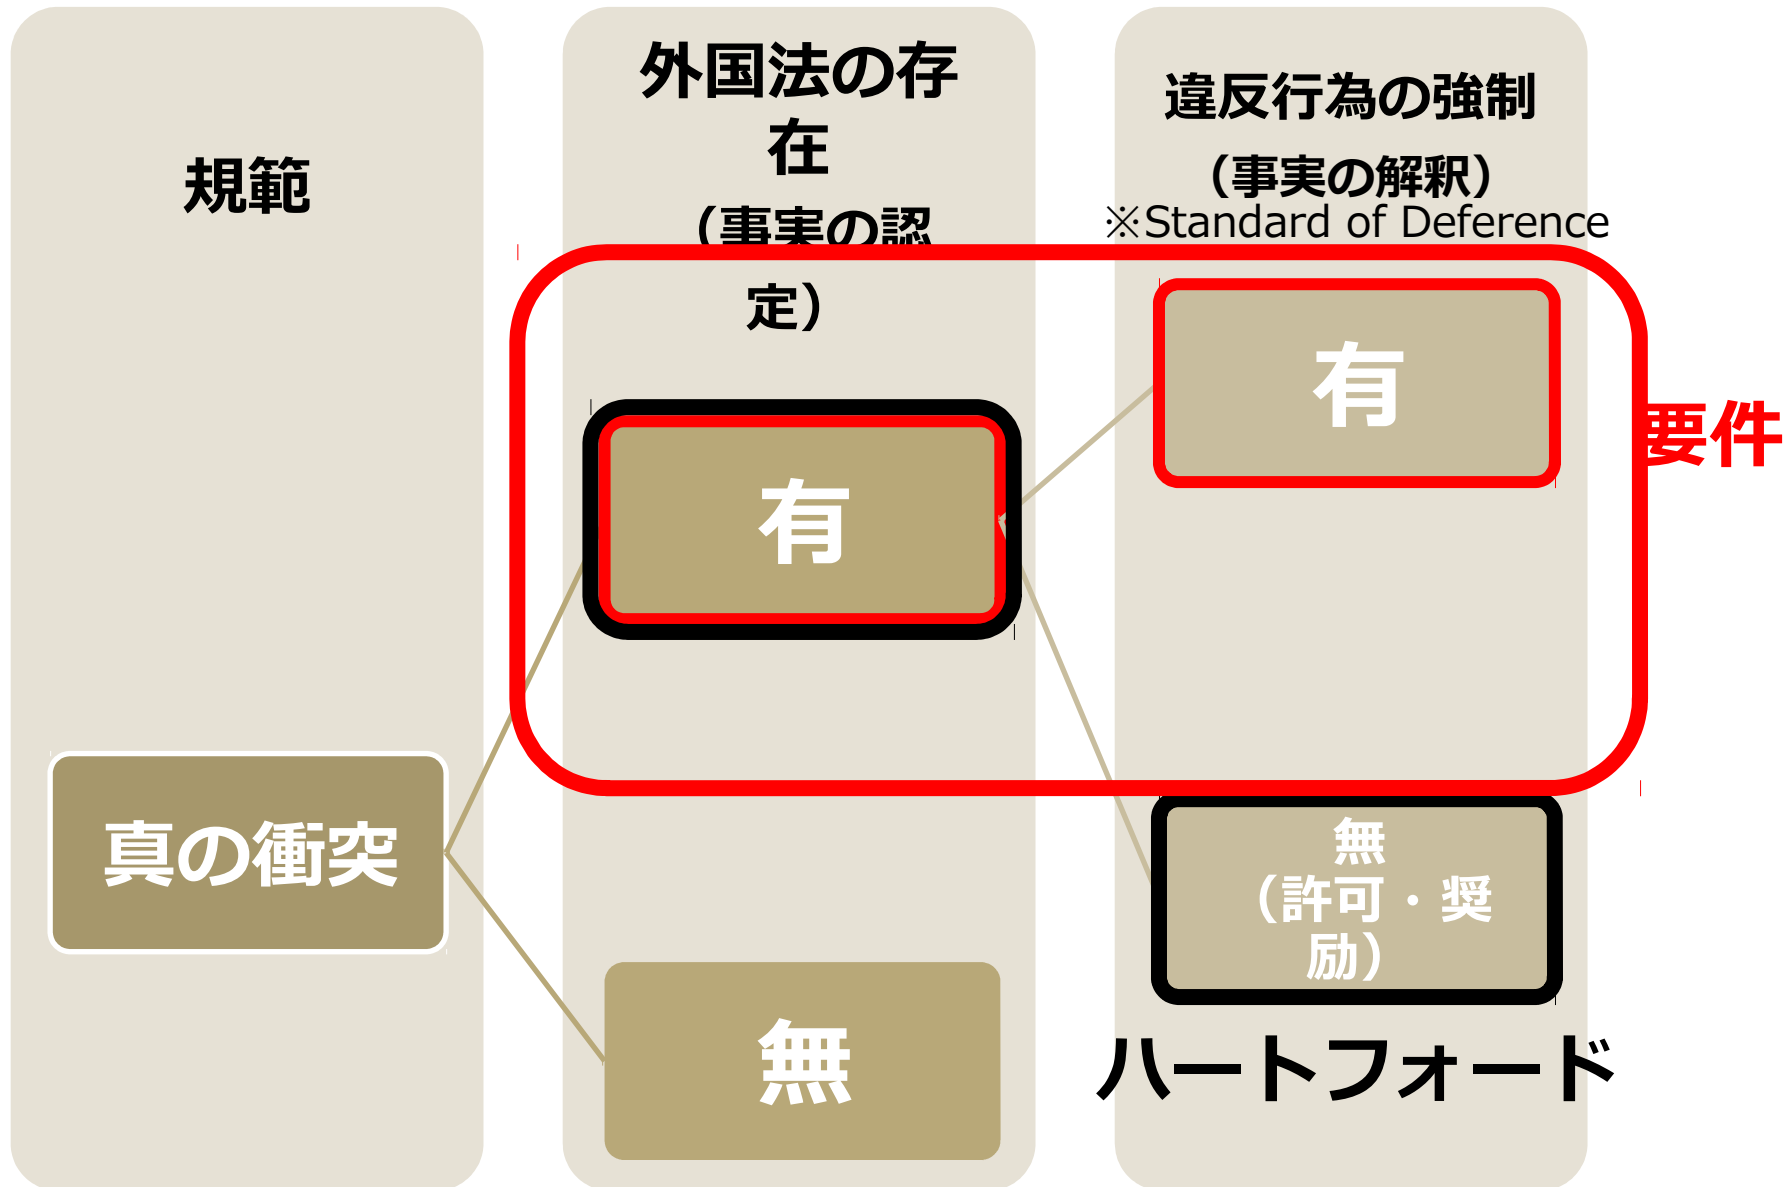 規範
外国法の存
在
（事実の認
定）
違反行為の強制
（事実の解釈）
※Standard of Deference
有
要件
有
真の衝突
無
（許可・奨
励）
無
ハートフォード